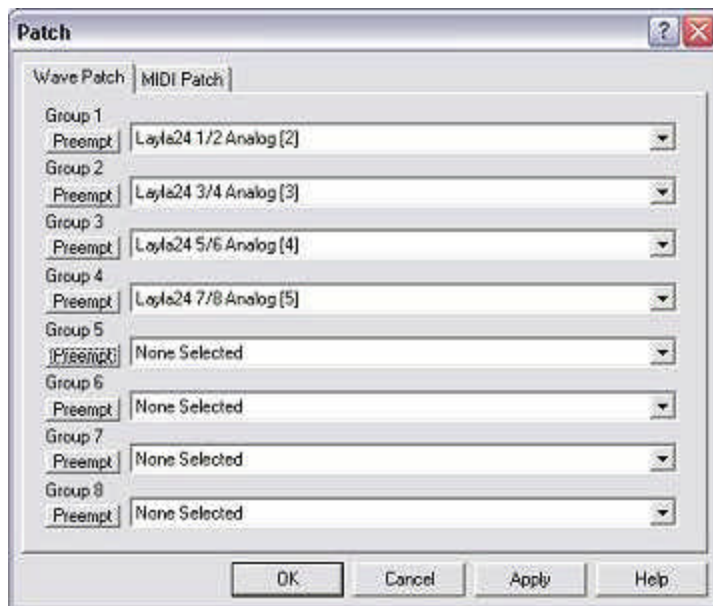 Patch
Wave Patch MIDI Patch
Group 1
Preempt Layla24 1/2 Analog [2]
Group 2
Preempt Layla24 3/4 Analog [3]
Group 3
Preempt Layla24 5/6 Analog [4]
Group 4
Preempt Layla24 7/8 Analog [5]
Group 5
Preempt None Selected
Group 6
Preempt None Selected
Group 7
Preempt None Selected
Group 8
Preempt None Selected
OK Cancel Apply Help